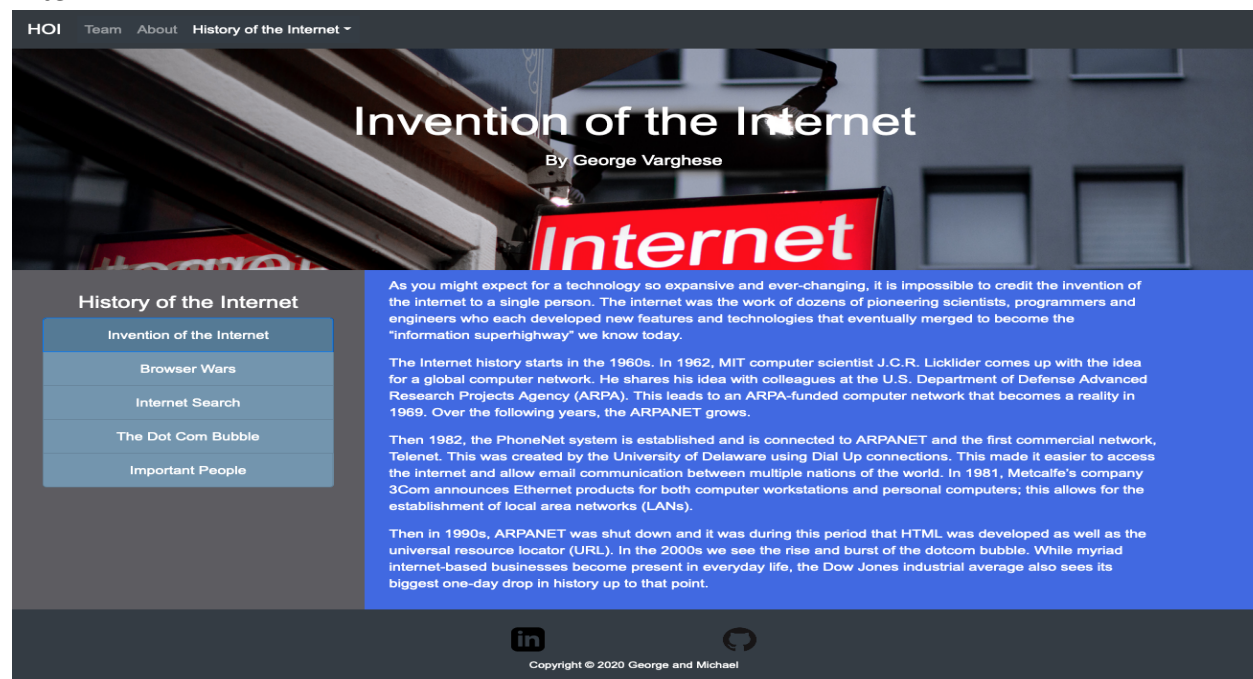 HOI Team About History of the Internet
Invention of the Internet
By George Varghese
Internet
History of the Internet
Invention of the Internet
Browser Wars
Internet Search
The Dot Com Bubble
Important People
As you might expect for a technology so expansive and ever-changing, it is impossible to credit the invention of
the internet to a single person. The internet was the work of dozens of pioneering scientists, programmers and
engineers who each developed new features and technologies that eventually merged to become the
“information superhighway” we know today.
The Internet history starts in the 1960s. In 1962, MIT computer scientist J.C.R. Licklider comes up with the idea
for a global computer network. He shares his idea with colleagues at the U.S. Department of Defense Advanced
Research Projects Agency (ARPA). This leads to an ARPA-funded computer network that becomes a reality in
1969. Over the following years, the ARPANET grows.
Then 1982, the PhoneNet system is established and is connected to ARPANET and the first commercial network,
Telenet. This was created by the University of Delaware using Dial Up connections. This made it easier to access
the internet and allow email communication between multiple nations of the world. In 1981, Metcalfe’s company
3Com announces Ethernet products for both computer workstations and personal computers; this allows for the
establishment of local area networks (LANs).
Then in 1990s, ARPANET was shut down and it was during this period that HTML was developed as well as the
universal resource locator (URL). In the 2000s we see the rise and burst of the dotcom bubble. While myriad
internet-based businesses become present in everyday life, the Dow Jones industrial average also sees its
biggest one-day drop in history up to that point.
in
Copyright © 2020 George and Michael